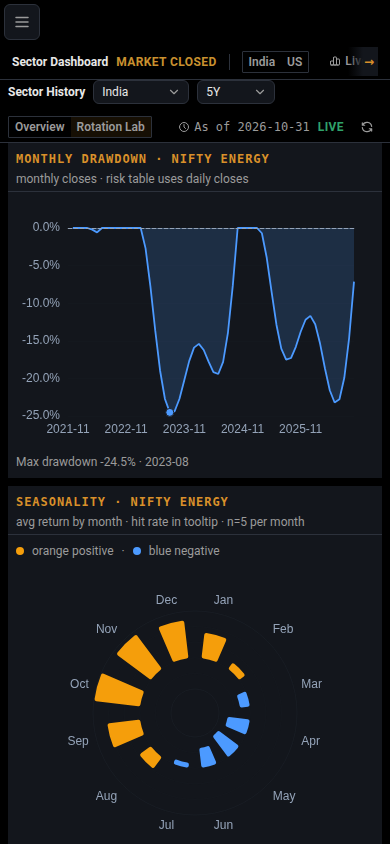 Sector Dashboard MARKET CLOSED India US
Sector History India 5Y
Overview Rotation Lab As of 2026-10-31 LIVE
MONTHLY DRAWDOWN · NIFTY ENERGY
monthly closes · risk table uses daily closes
0.0%
-5.0%
-10.0%
-15.0%
-20.0%
-25.0%
2021-11 2022-11 2023-11 2024-11 2025-11
Max drawdown -24.5% · 2023-08
SEASONALITY · NIFTY ENERGY
avg return by month · hit rate in tooltip · n=5 per month
orange positive · blue negative
Dec Jan
Nov Feb
Oct Mar
Sep Apr
Aug May
Jul Jun